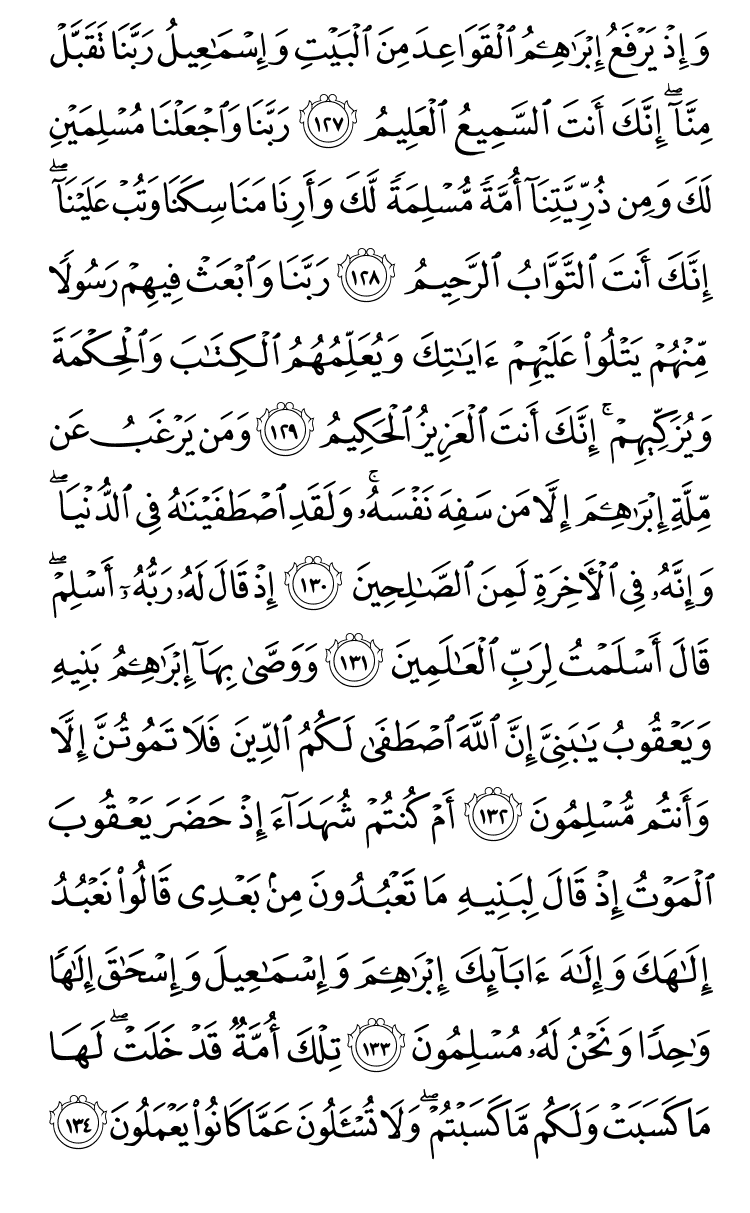 وَإِذۡ يَرۡفَعُ إِبۡرَٰهِـۧمُ ٱلۡقَوَاعِدَ مِنَ ٱلۡبَيۡتِ وَإِسۡمَٰعِيلُ رَبَّنَا تَقَبَّلۡ
مِنَّآۖ إِنَّكَ أَنتَ ٱلسَّمِيعُ ٱلۡعَلِيمُ ١٢٧ رَبَّنَا وَٱجۡعَلۡنَا مُسۡلِمَيۡنِ
لَكَ وَمِن ذُرِّيَّتِنَآ أُمَّةٗ مُّسۡلِمَةٗ لَّكَ وَأَرِنَا مَنَاسِكَنَا وَتُبۡ عَلَيۡنَآۖ
إِنَّكَ أَنتَ ٱلتَّوَّابُ ٱلرَّحِيمُ ١٢٨ رَبَّنَا وَٱبۡعَثۡ فِيهِمۡ رَسُولٗا
مِّنۡهُمۡ يَتۡلُواْ عَلَيۡهِمۡ ءَايَٰتِكَ وَيُعَلِّمُهُمُ ٱلۡكِتَٰبَ وَٱلۡحِكۡمَةَ
وَيُزَكِّيهِمۡۚ إِنَّكَ أَنتَ ٱلۡعَزِيزُ ٱلۡحَكِيمُ ١٢٩ وَمَن يَرۡغَبُ عَن
مِّلَّةِ إِبۡرَٰهِـۧمَ إِلَّا مَن سَفِهَ نَفۡسَهُۥۚ وَلَقَدِ ٱصۡطَفَيۡنَٰهُ فِي ٱلدُّنۡيَاۖ
وَإِنَّهُۥ فِي ٱلۡأٓخِرَةِ لَمِنَ ٱلصَّٰلِحِينَ ١٣٠ إِذۡ قَالَ لَهُۥ رَبُّهُۥٓ أَسۡلِمۡۖ
قَالَ أَسۡلَمۡتُ لِرَبِّ ٱلۡعَٰلَمِينَ ١٣١ وَوَصَّىٰ بِهَآ إِبۡرَٰهِـۧمُ بَنِيهِ
وَيَعۡقُوبُ يَٰبَنِيَّ إِنَّ ٱللَّهَ ٱصۡطَفَىٰ لَكُمُ ٱلدِّينَ فَلَا تَمُوتُنَّ إِلَّا
وَأَنتُم مُّسۡلِمُونَ ١٣٢ أَمۡ كُنتُمۡ شُهَدَآءَ إِذۡ حَضَرَ يَعۡقُوبَ
ٱلۡمَوۡتُ إِذۡ قَالَ لِبَنِيهِ مَا تَعۡبُدُونَ مِنۢ بَعۡدِي قَالُواْ نَعۡبُدُ
إِلَٰهَكَ وَإِلَٰهَ ءَابَآئِكَ إِبۡرَٰهِـۧمَ وَإِسۡمَٰعِيلَ وَإِسۡحَٰقَ إِلَٰهٗا
وَٰحِدٗا وَنَحۡنُ لَهُۥ مُسۡلِمُونَ ١٣٣ تِلۡكَ أُمَّةٞ قَدۡ خَلَتۡۖ لَهَا
مَا كَسَبَتۡ وَلَكُم مَّا كَسَبۡتُمۡۖ وَلَا تُسۡـَٔلُونَ عَمَّا كَانُواْ يَعۡمَلُونَ ١٣٤